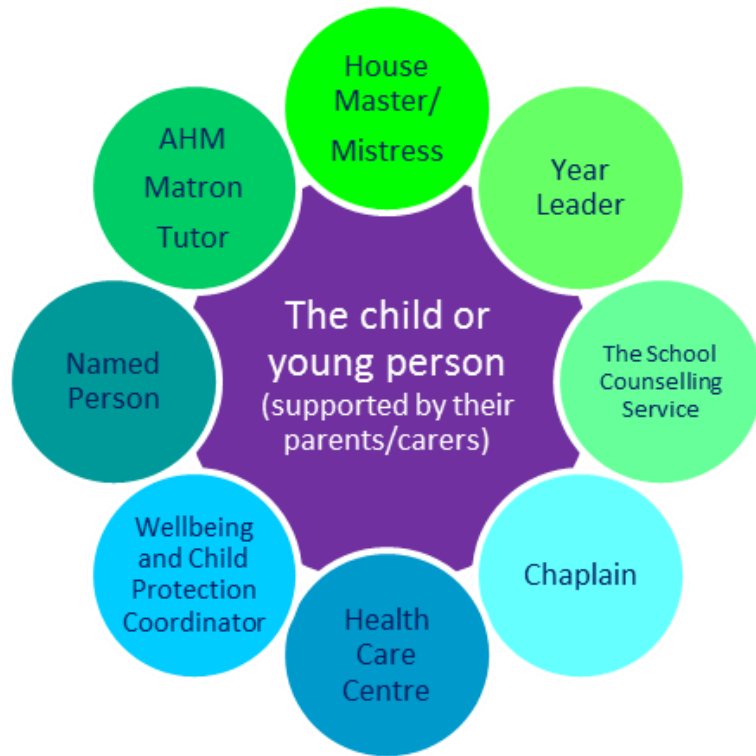 House
Master/
Mistress
Year
Leader
The School
Counselling
Service
Chaplain
Health
Care
Centre
Wellbeing
and Child
Protection
Coordinator
Named
Person
AHM
Matron
Tutor
The child or
young person
(supported by their
parents/carers)